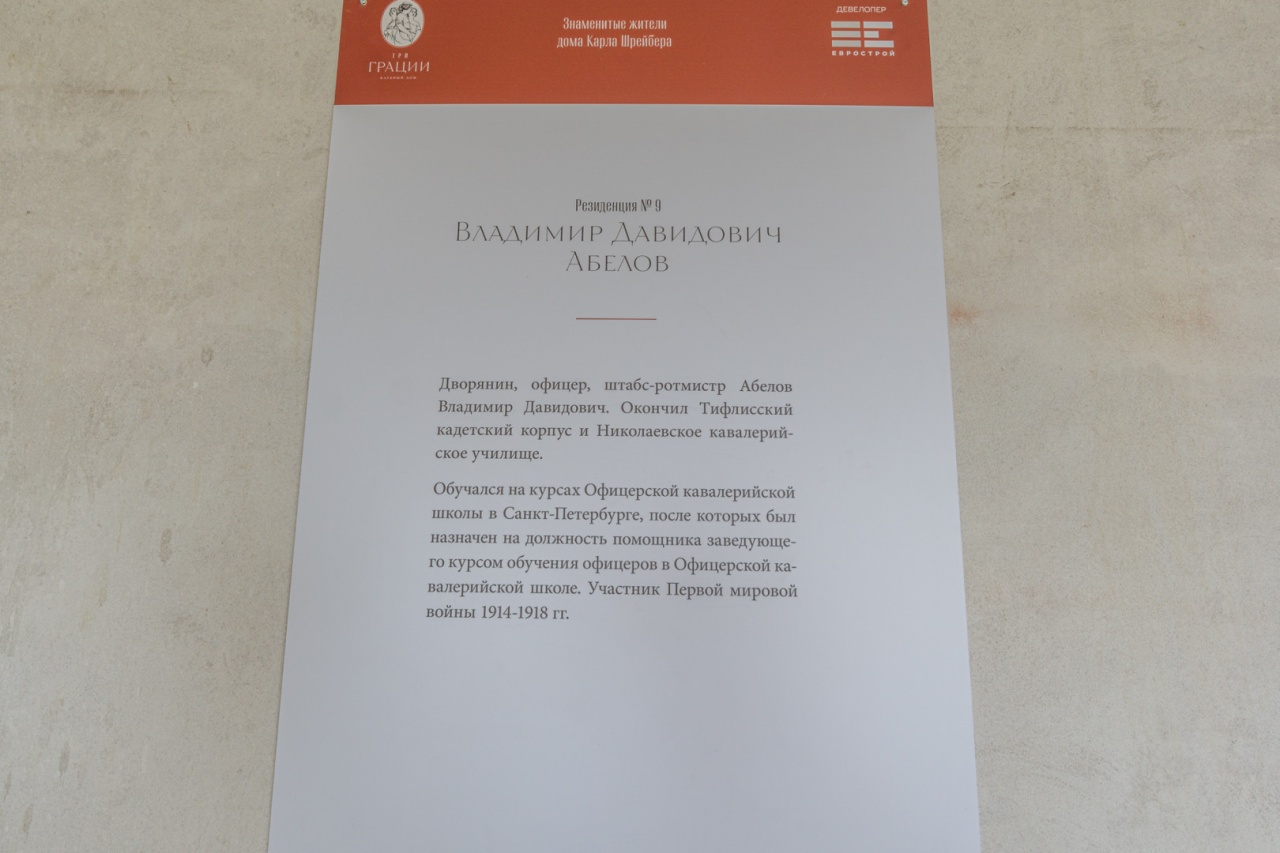 ТРИ
ГРАЦИИ
КЛУБНЫЙ ДОМ
Знаменитые жители
дома Карла Шрейбера
ДЕВЕЛОПЕР
ЕВРОСТРОЙ
Резиденция № 9
Владимир Давидович
Абелов
Дворянин, офицер, штабс-ротмистр Абелов
Владимир Давидович. Окончил Тифлисский
кадетский корпус и Николаевское кавалерий-
ское училище.
Обучался на курсах Офицерской кавалерийской
школы в Санкт-Петербурге, после которых был
назначен на должность помощника заведующе-
го курсом обучения офицеров в Офицерской ка-
валерийской школе. Участник Первой мировой
войны 1914-1918 гг.